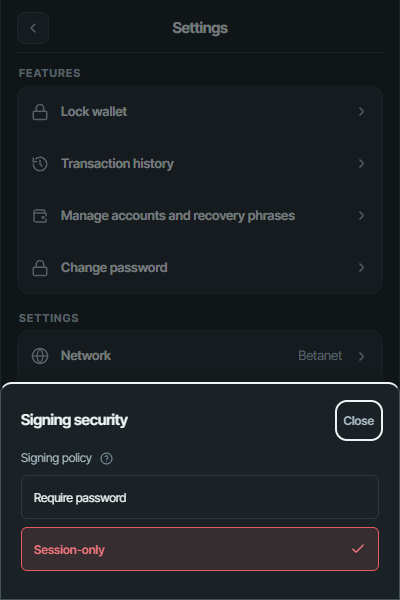 Settings
FEATURES
Lock wallet
Transaction history
Manage accounts and recovery phrases
Change password
SETTINGS
Network Betanet
Signing security Close
Signing policy ?
Require password
Session-only